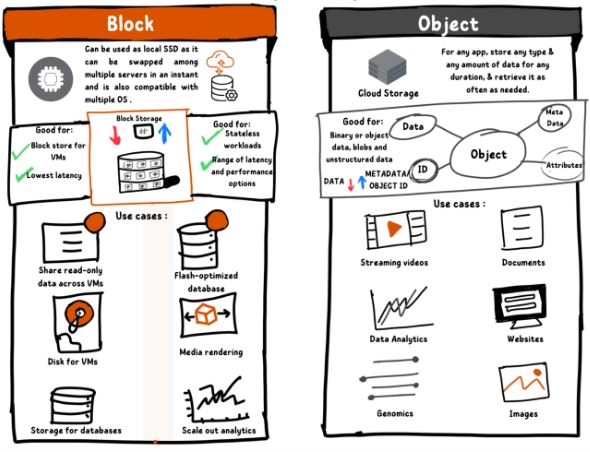 Block
Can be used as local SSD as it
can be swapped among
multiple servers in an instant
and is also compatible with
multiple OS .
Good for:
Block store for
VMs
Lowest latency
Block Storage
#
Good for:
Stateless
workloads
Range of latency
and performance
options
Use cases :
Share read-only
data across VMs
Flash-optimized
database
Disk for VMs
Media rendering
Storage for databases
Scale out analytics
Object
Cloud Storage
For any app, store any type &
any amount of data for any
duration, & retrieve it as
often as needed.
Good for:
Binary or object
data, blobs and
unstructured data
DATA
METADATA/
OBJECT ID
Data
Meta
Data
ID
Object
Attributes
Use cases :
Streaming videos
Documents
Data Analytics
Websites
Genomics
Images